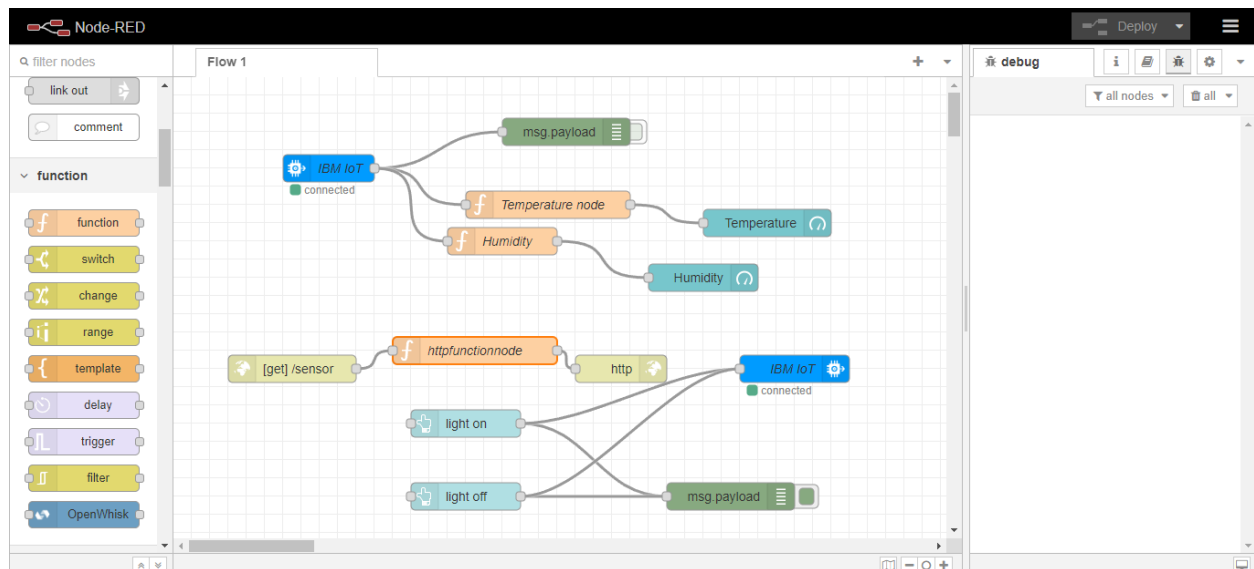 Node-RED
Deploy
filter nodes
Flow 1
debug
i
all nodes
all
link out
comment
function
function
switch
change
range
template
delay
trigger
filter
OpenWhisk
msg.payload
IBM IoT
connected
Temperature node
Temperature
Humidity
Humidity
httpfunctionnode
[get] /sensor
http
IBM IoT
connected
light on
light off
msg.payload